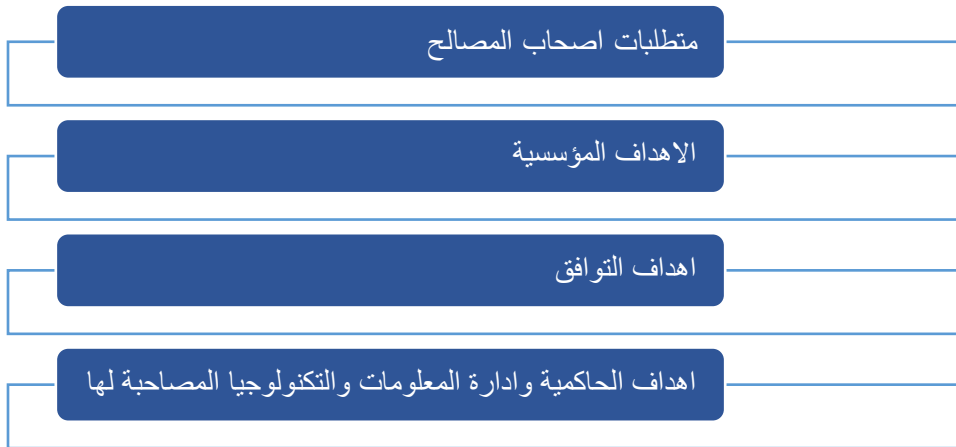 متطلبات اصحاب المصالح
الاهداف المؤسسية
اهداف التوافق
اهداف الحاكمية وادارة المعلومات والتكنولوجيا المصاحبة لها